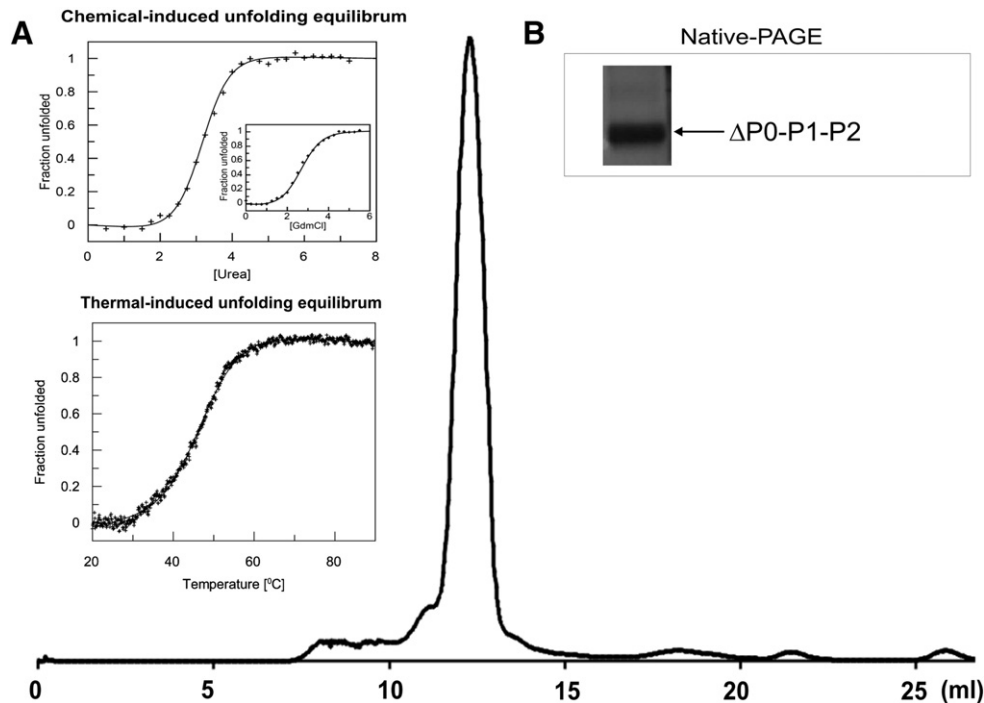 A
Chemical-induced unfolding equilibrum
Fraction unfolded
1
0.8
0.6
0.4
0.2
0
0 2 4 6 8
[Urea]
Fraction unfolded
1
0.8
0.6
0.4
02
0
0 2 4 6
[GdmCl]
Thermal-induced unfolding equilibrum
Fraction unfolded
1
0.8
0.6
0.4
0.2
0
20 40 60 80
Temperature [⁰C]
B
Native-PAGE
ΔP0-P1-P2
0 5 10 15 20 25 (ml)